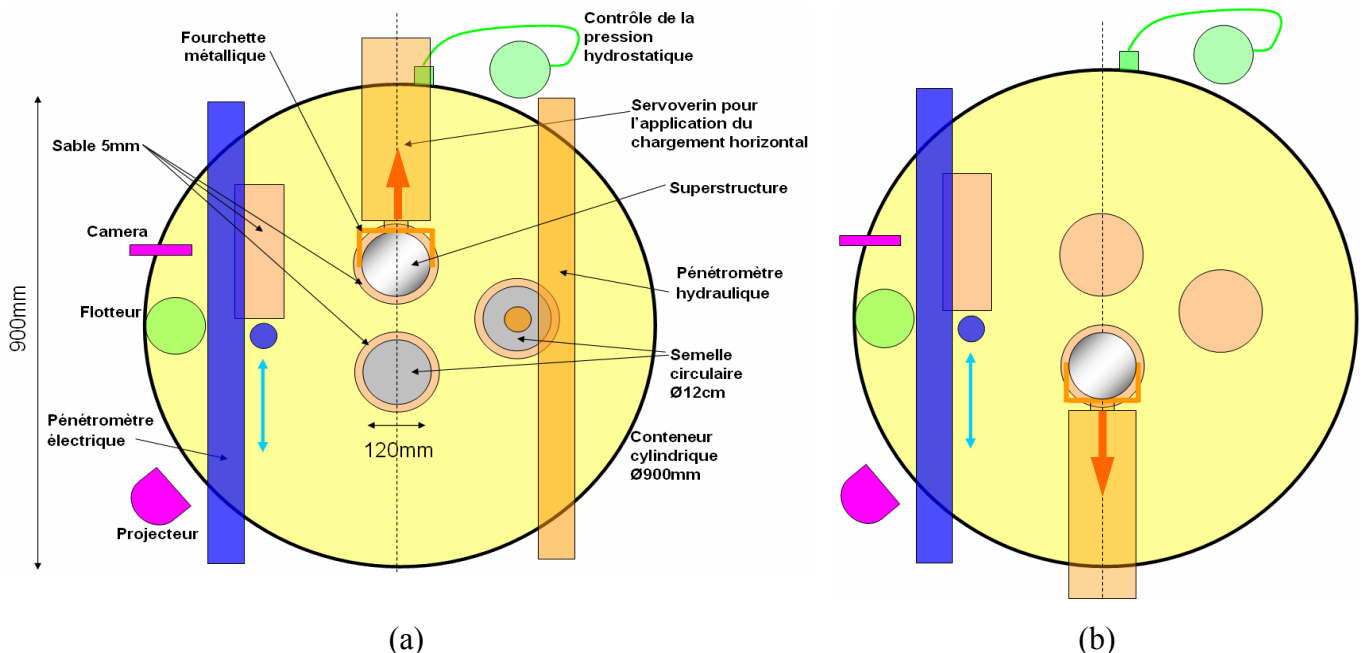 Fourchette
métallique
Contrôle de la
pression
hydrostatique
Servoverin pour
l'application du
chargement horizontal
Sable 5mm
Superstructure
Camera
Pénétromètre
hydraulique
Flotteur
900mm
Semelle
circulaire
Ø12cm
Pénétromètre
électrique
120mm
Conteneur
cylindrique
Ø900mm
Projecteur
(a)
(b)